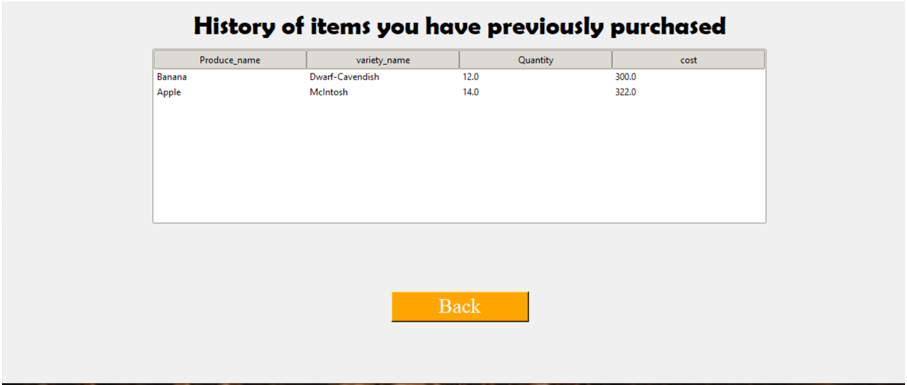 History of items you have previously purchased
Produce_name variety_name Quantity cost
Banana Dwarf-Cavendish 12.0 300.0
Apple McIntosh 14.0 322.0
Back